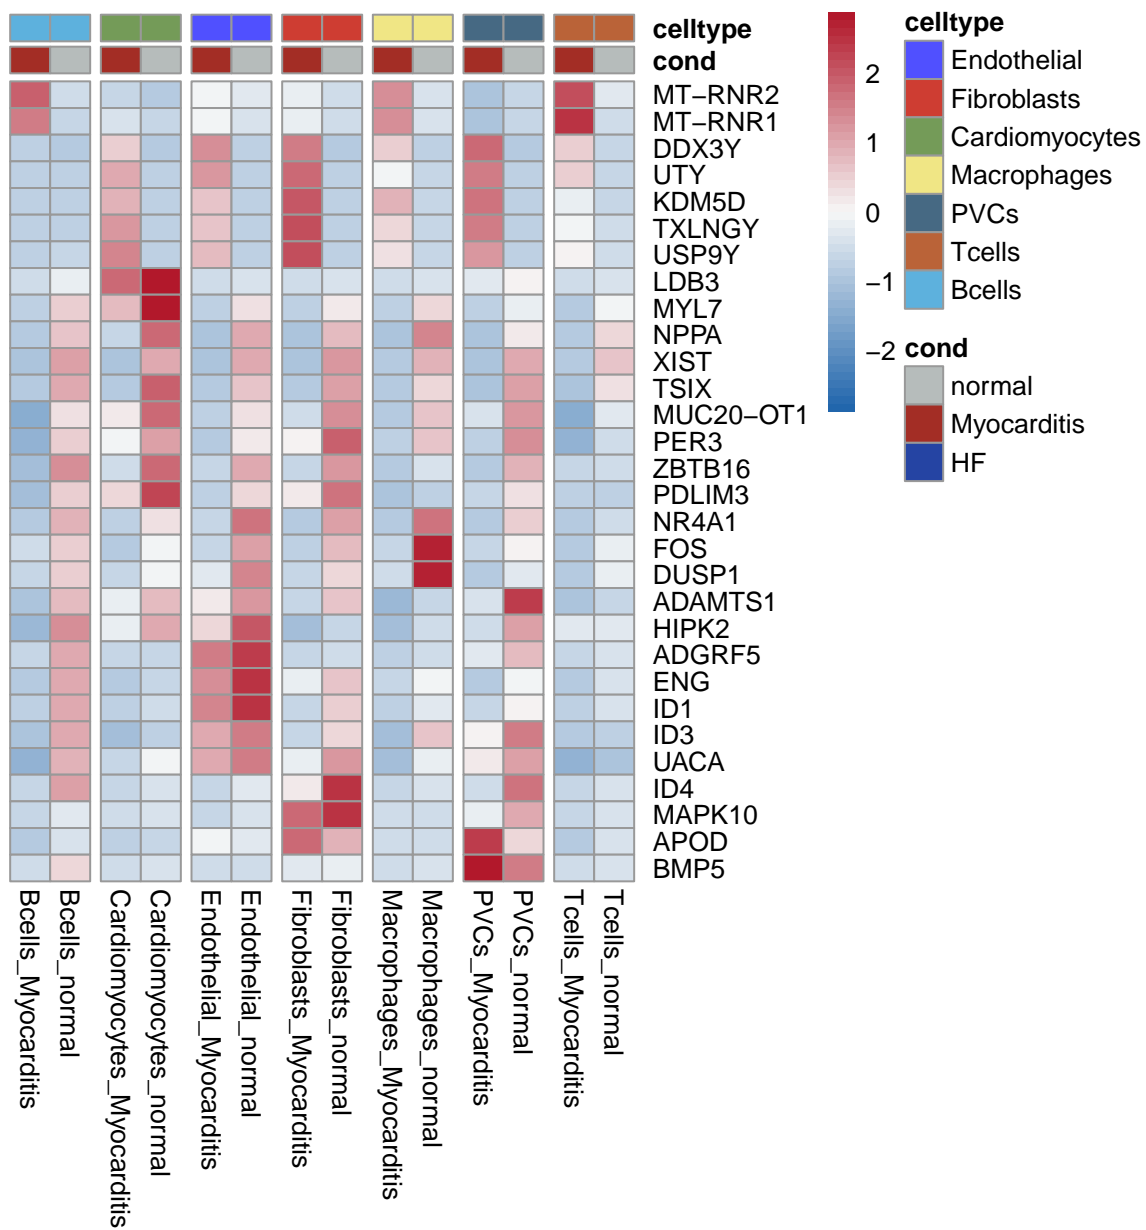 celltype
cond
MT−RNR2
MT−RNR1
DDX3Y
UTY
KDM5D
TXLNGY
USP9Y
LDB3
MYL7
NPPA
XIST
TSIX
MUC20−OT1
PER3
ZBTB16
PDLIM3
NR4A1
FOS
DUSP1
ADAMTS1
HIPK2
ADGRF5
ENG
ID1
ID3
UACA
ID4
MAPK10
APOD
BMP5
Bcells_Myocarditis
Bcells_normal
Cardiomyocytes_Myocarditis
Cardiomyocytes_normal
Endothelial_Myocarditis
Endothelial_normal
Fibroblasts_Myocarditis
Fibroblasts_normal
Macrophages_Myocarditis
Macrophages_normal
PVCs_Myocarditis
PVCs_normal
Tcells_Myocarditis
Tcells_normal
2
1
0
−1
−2
celltype
Endothelial
Fibroblasts
Cardiomyocytes
Macrophages
PVCs
Tcells
Bcells
cond
normal
Myocarditis
HF